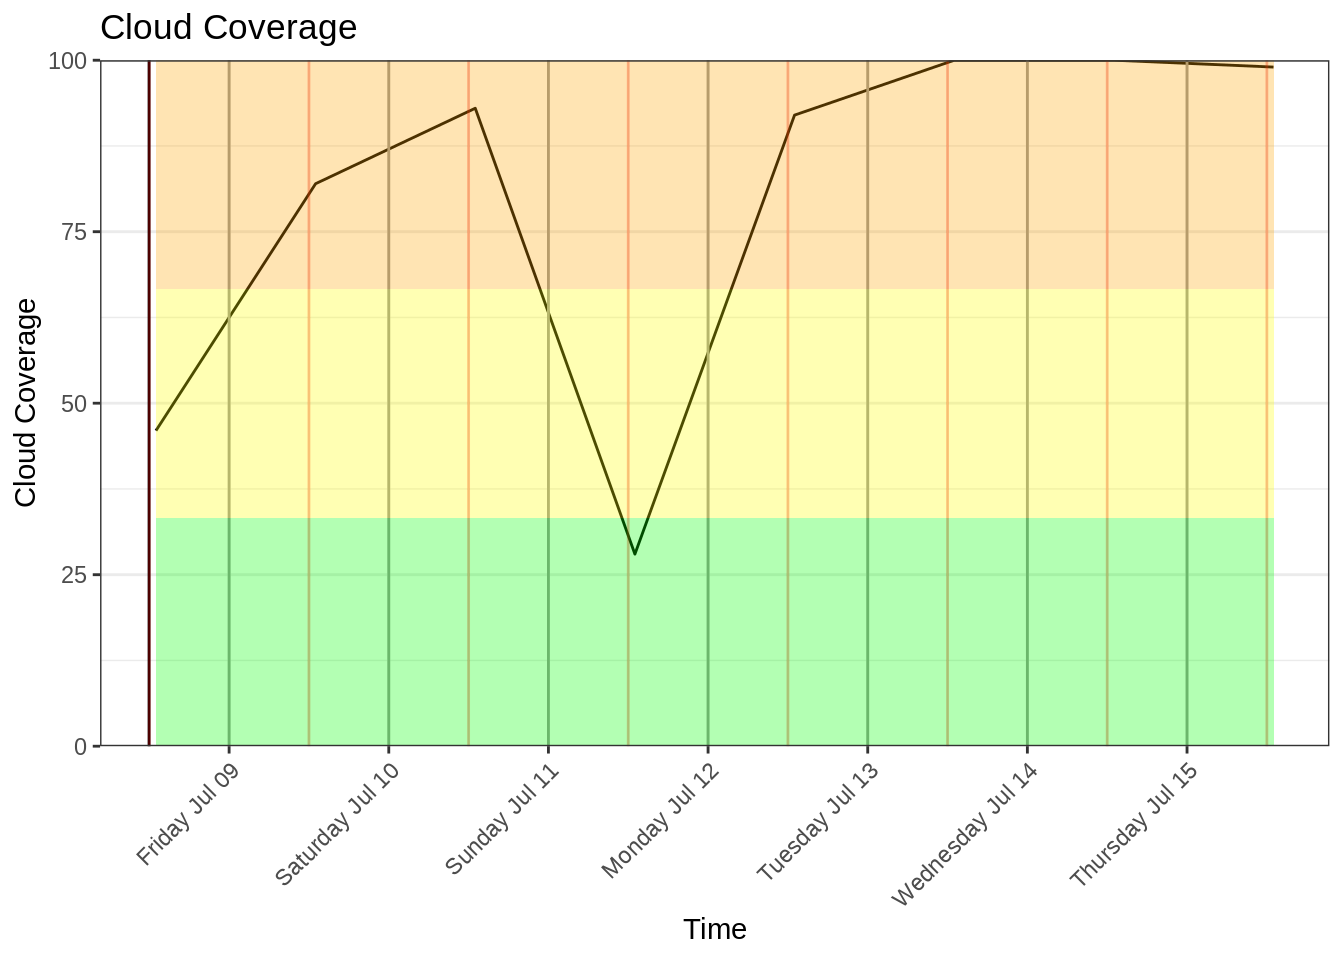 Cloud Coverage
100
75
50
25
0
Cloud Coverage
Friday Jul 09
Saturday Jul 10
Sunday Jul 11
Monday Jul 12
Tuesday Jul 13
Wednesday Jul 14
Thursday Jul 15
Time